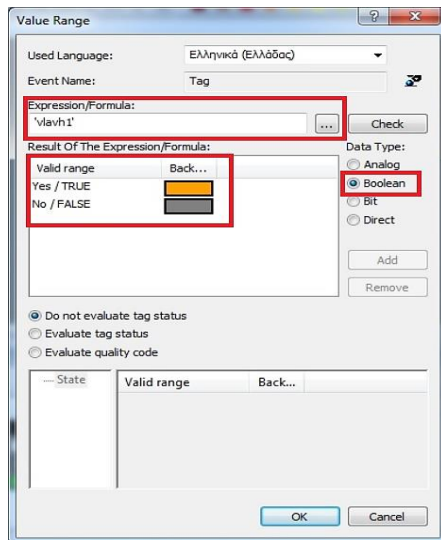 Value Range
Used Language: Ελληνικά (Ελλάδας)
Event Name: Tag
Expression/Formula:
'vlavh1' ... Check
Result Of The Expression/Formula: Data Type:
Valid range Back... Analog
Yes / TRUE Boolean
No / FALSE Bit
Direct
Add
Remove
Do not evaluate tag status
Evaluate tag status
Evaluate quality code
State Valid range Back...
OK Cancel